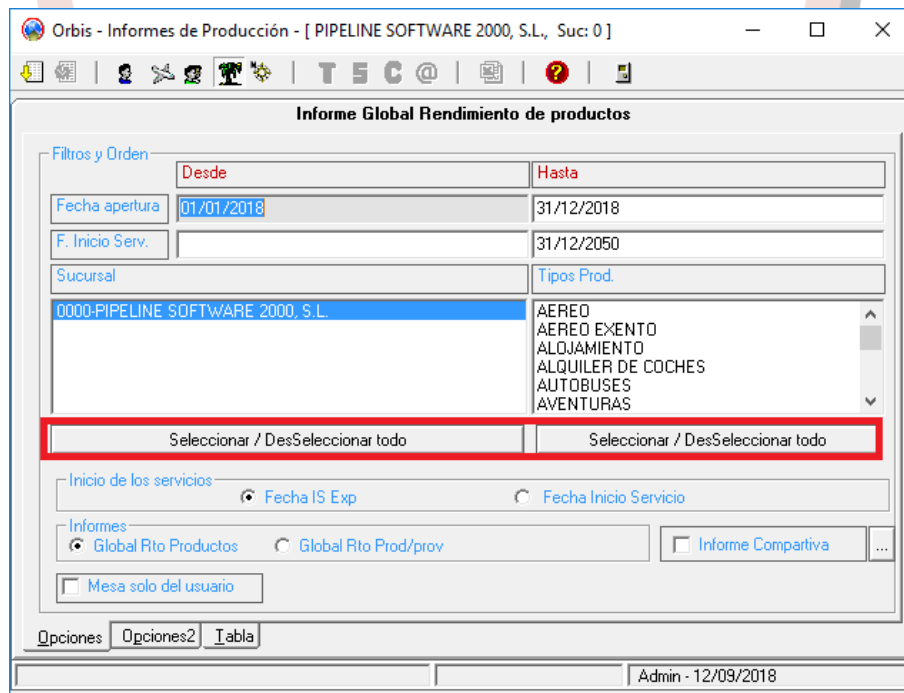 Orbis - Informes de Producción - [ PIPELINE SOFTWARE 2000, S.L., Suc: 0 ]
T S C @ ?
Informe Global Rendimiento de productos
Filtros y Orden
Desde Hasta
Fecha apertura 01/01/2018 31/12/2018
F. Inicio Serv. 31/12/2050
Sucursal Tipos Prod.
0000-PIPELINE SOFTWARE 2000, S.L. AEREO
AEREO EXENTO
ALOJAMIENTO
ALQUILER DE COCHES
AUTOBUSES
AVENTURAS
Seleccionar / DesSeleccionar todo Seleccionar / DesSeleccionar todo
Inicio de los servicios
Fecha IS Exp Fecha Inicio Servicio
Informes
Global Rto Productos Global Rto Prod/prov Informe Compartiva ...
Mesa solo del usuario
Opciones Opciones2 Tabla
Admin - 12/09/2018